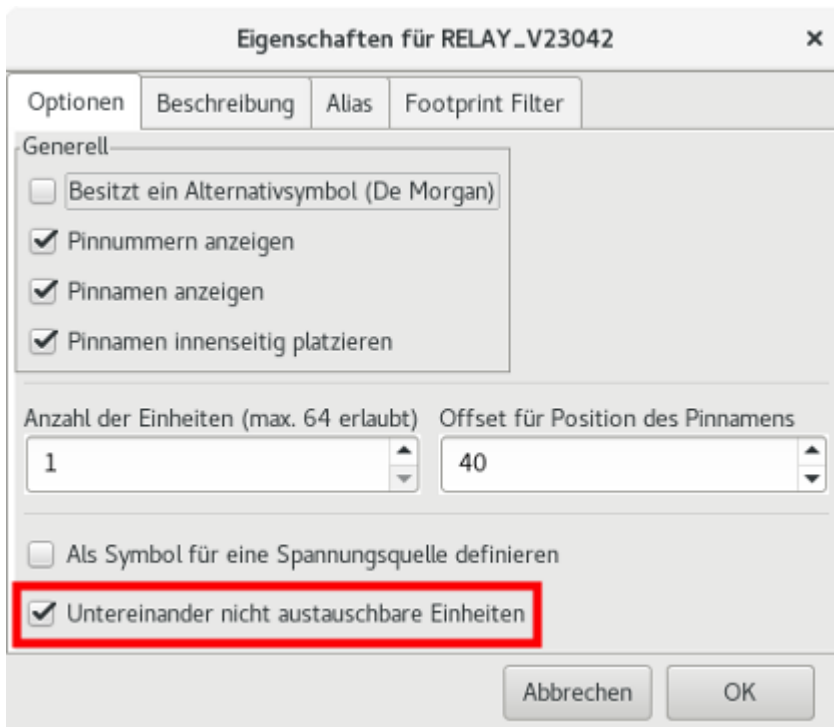 Eigenschaften für RELAY_V23042
Optionen Beschreibung Alias Footprint Filter
Generell
Besitzt ein Alternativsymbol (De Morgan)
Pinnummern anzeigen
Pinnamen anzeigen
Pinnamen innenseitig platzieren
Anzahl der Einheiten (max. 64 erlaubt) Offset für Position des Pinnamens
1 40
Als Symbol für eine Spannungsquelle definieren
Untereinander nicht austauschbare Einheiten
Abbrechen OK